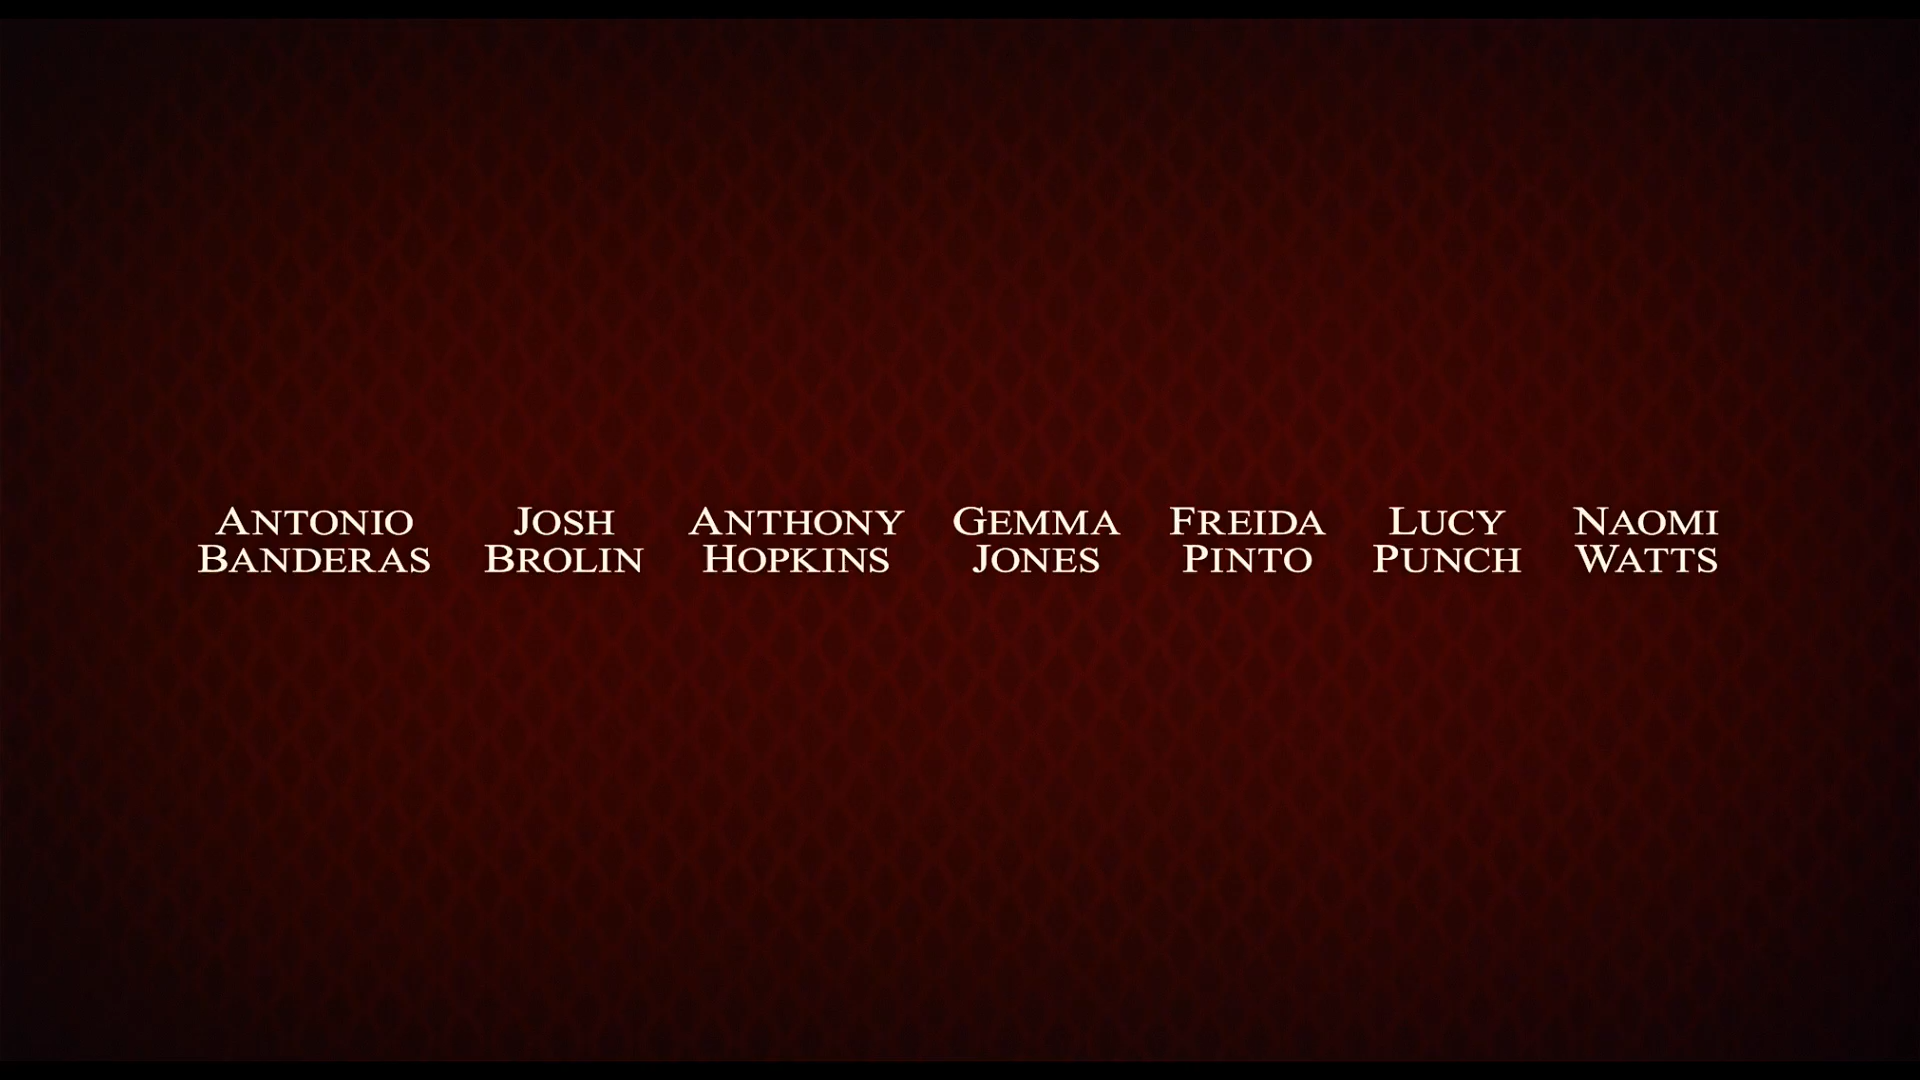 Antonio Banderas
Josh Brolin
Anthony Hopkins
Gemma Jones
Freida Pinto
Lucy Punch
Naomi Watts